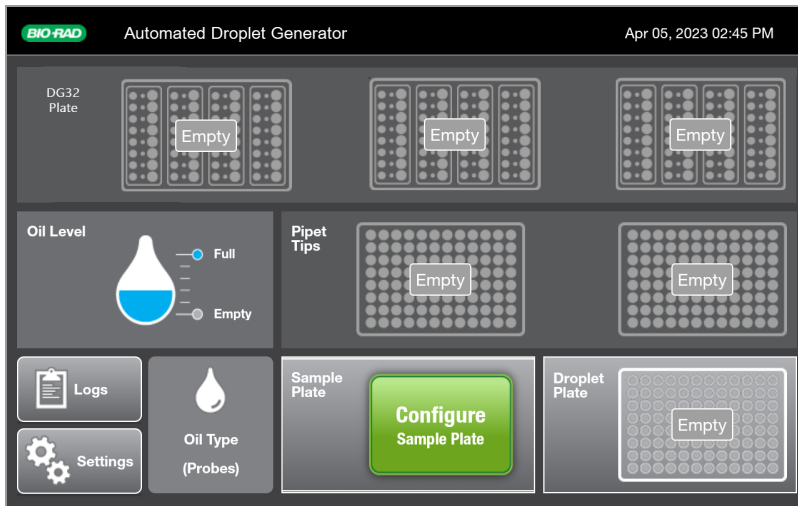 BIO-RAD
Automated Droplet Generator
Apr 05, 2023 02:45 PM
DG32
Plate
Empty
Empty
Empty
Oil Level
Full
Empty
Pipet
Tips
Empty
Empty
Logs
Settings
Oil Type
(Probes)
Sample
Plate
Configure
Sample Plate
Droplet
Plate
Empty